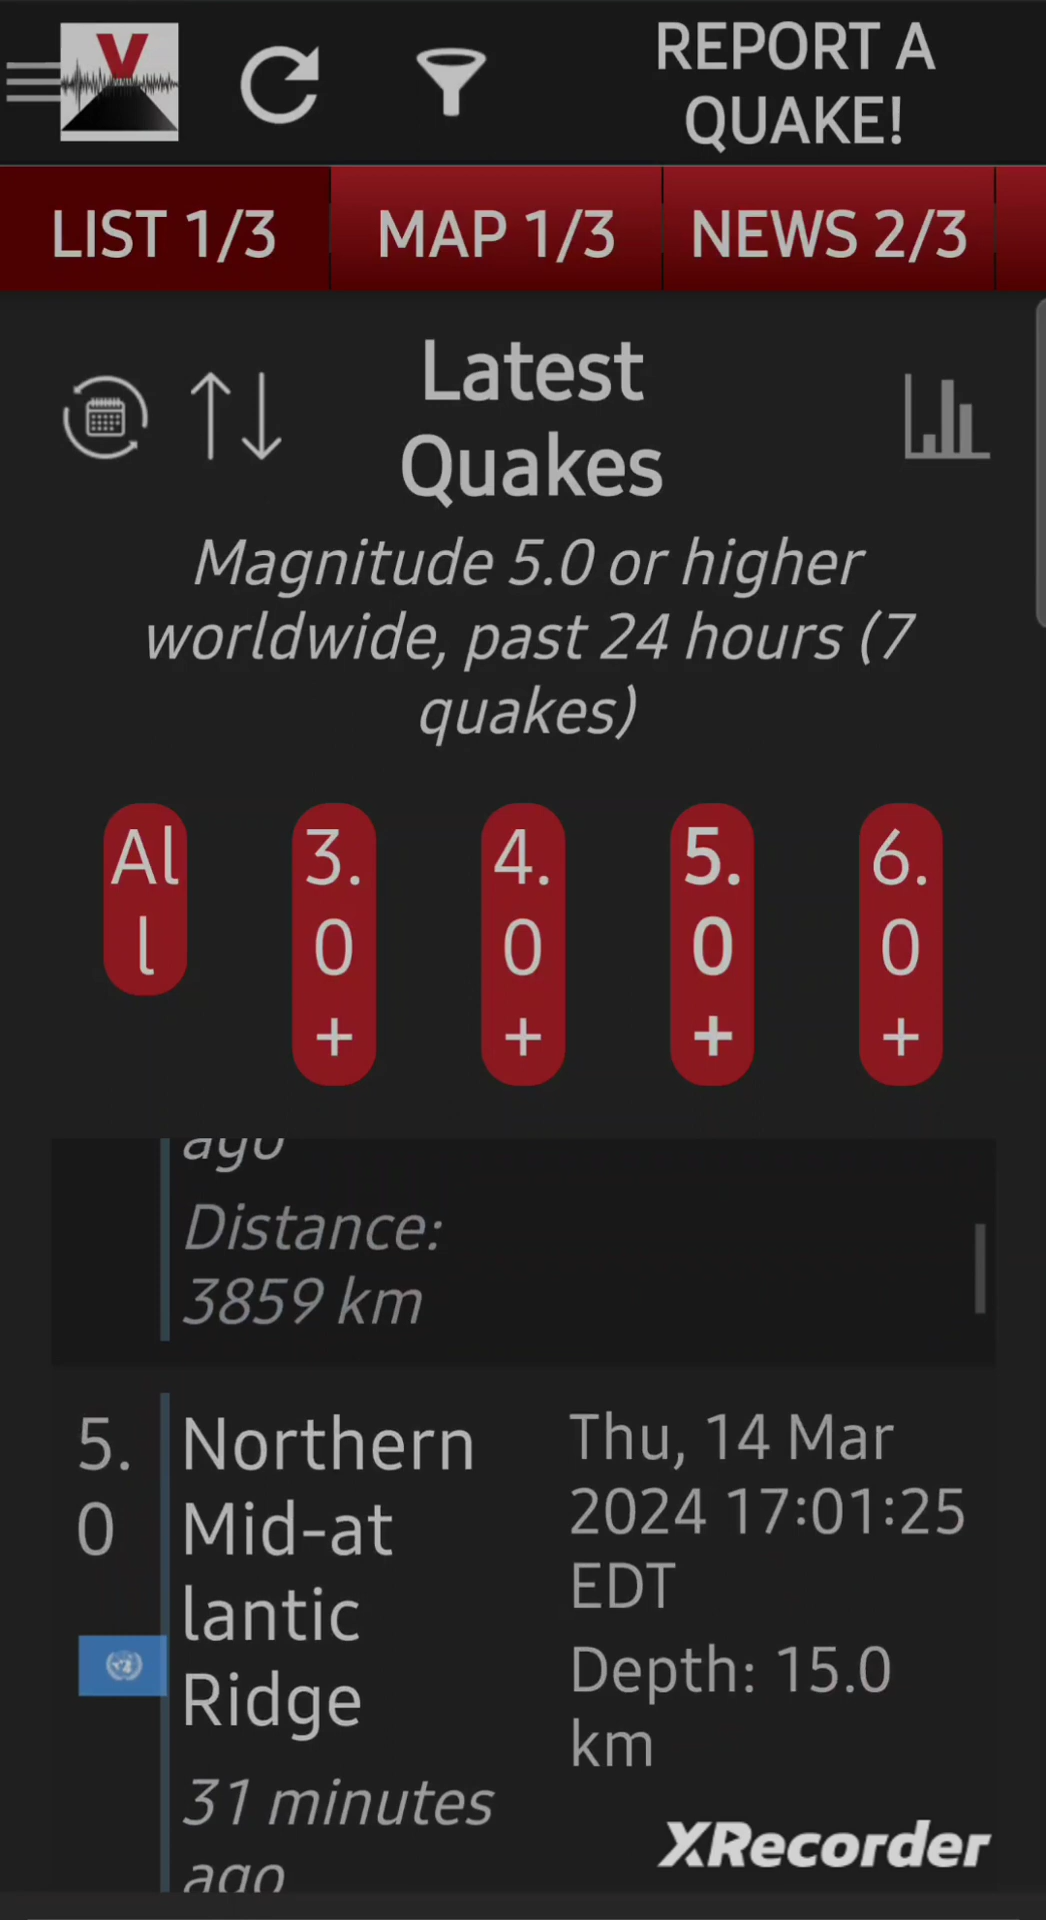 V
REPORT A
QUAKE!
LIST 1/3
MAP 1/3
NEWS 2/3
Latest
Quakes
Magnitude 5.0 or higher
worldwide, past 24 hours (7
quakes)
Al
l
3.
0
+
4.
0
+
5.
0
+
6.
0
+
ago
Distance:
3859 km
5.
0
Northern
Mid-at
lantic
Ridge
31 minutes
ago
Thu, 14 Mar
2024 17:01:25
EDT
Depth: 15.0
km
XRecorder